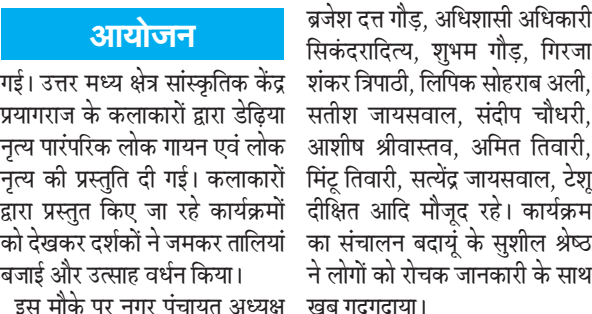 आयोजन
गई। उत्तर मध्य क्षेत्र सांस्कृतिक केंद्र
प्रयागराज के कलाकारों द्वारा डेढ़िया
नृत्य पारंपरिक लोक गायन एवं लोक
नृत्य की प्रस्तुति दी गई। कलाकारों
द्वारा प्रस्तुत किए जा रहे कार्यक्रमों
को देखकर दर्शकों ने जमकर तालियां
बजाई और उत्साह वर्धन किया।
इस मौके पर नगर पंचायत अध्यक्ष
ब्रजेश दत्त गौड़, अधिशासी अधिकारी
सिकंदरादित्य, शुभम गौड़, गिरजा
शंकर त्रिपाठी, लिपिक सोहराब अली,
सतीश जायसवाल, संदीप चौधरी,
आशीष श्रीवास्तव, अमित तिवारी,
मिंटू तिवारी, सत्येंद्र जायसवाल, टेशू
दीक्षित आदि मौजूद रहे। कार्यक्रम
का संचालन बदायूं के सुशील श्रेष्ठ
ने लोगों को रोचक जानकारी के साथ
खूब गुदगुदाया।